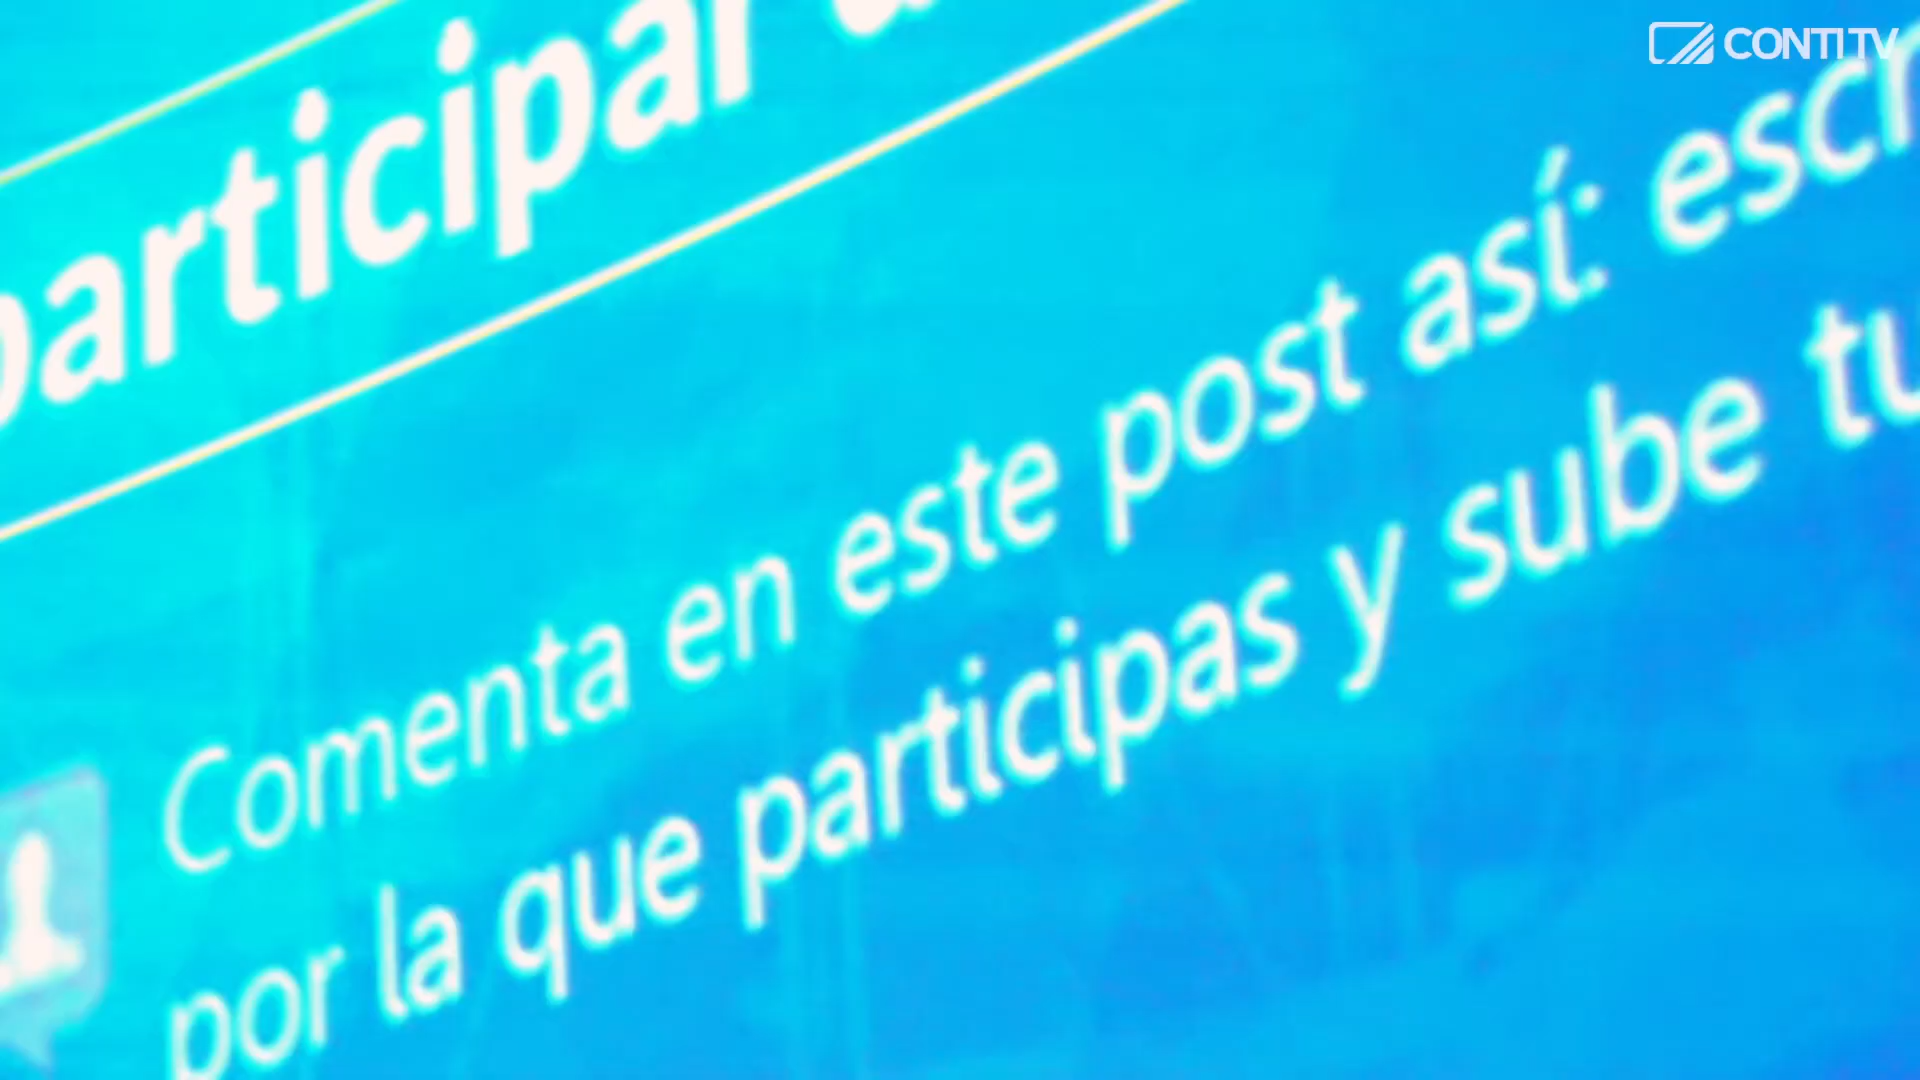 CONTI TV
participar
Comenta en este post así:
por la que participas y sube